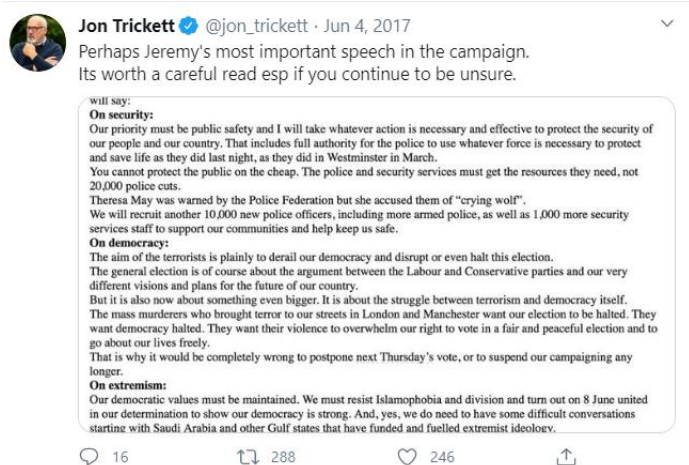 Jon Trickett @jon_trickett · Jun 4, 2017
Perhaps Jeremy's most important speech in the campaign.
Its worth a careful read esp if you continue to be unsure.
will say:
On security:
Our priority must be public safety and I will take whatever action is necessary and effective to protect the security of
our people and our country. That includes full authority for the police to use whatever force is necessary to protect
and save life as they did last night, as they did in Westminster in March.
You cannot protect the public on the cheap. The police and security services must get the resources they need, not
20,000 police cuts.
Theresa May was warned by the Police Federation but she accused them of “crying wolf”.
We will recruit another 10,000 new police officers, including more armed police, as well as 1,000 more security
services staff to support our communities and help keep us safe.
On democracy:
The aim of the terrorists is plainly to derail our democracy and disrupt or even halt this election.
The general election is of course about the argument between the Labour and Conservative parties and our very
different visions and plans for the future of our country.
But it is also now about something even bigger. It is about the struggle between terrorism and democracy itself.
The mass murderers who brought terror to our streets in London and Manchester want our election to be halted. They
want democracy halted. They want their violence to overwhelm our right to vote in a fair and peaceful election and to
go about our lives freely.
That is why it would be completely wrong to postpone next Thursday’s vote, or to suspend our campaigning any
longer.
On extremism:
Our democratic values must be maintained. We must resist Islamophobia and division and turn out on 8 June united
in our determination to show our democracy is strong. And, yes, we do need to have some difficult conversations
starting with Saudi Arabia and other Gulf states that have funded and fuelled extremist ideology.
16 288 246